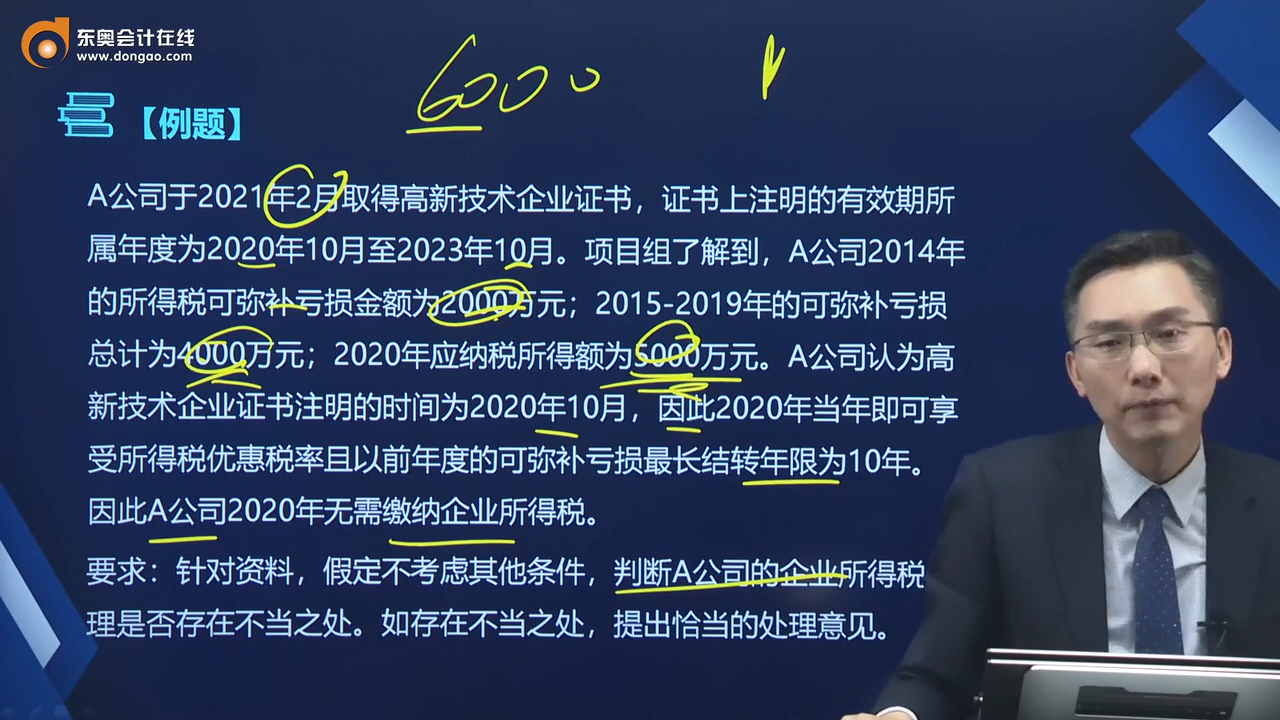 东奥会计在线
www.dongao.com
6000
【例题】
A公司于2021年2月取得高新技术企业证书，证书上注明的有效期所
属年度为2020年10月至2023年10月。项目组了解到，A公司2014年
的所得税可弥补亏损金额为2000万元；2015-2019年的可弥补亏损
总计为4000万元；2020年应纳税所得额为5000万元。A公司认为高
新技术企业证书注明的时间为2020年10月，因此2020年当年即可享
受所得税优惠税率且以前年度的可弥补亏损最长结转年限为10年。
因此A公司2020年无需缴纳企业所得税。
要求：针对资料，假定不考虑其他条件，判断A公司的企业所得税
理是否存在不当之处。如存在不当之处，提出恰当的处理意见。